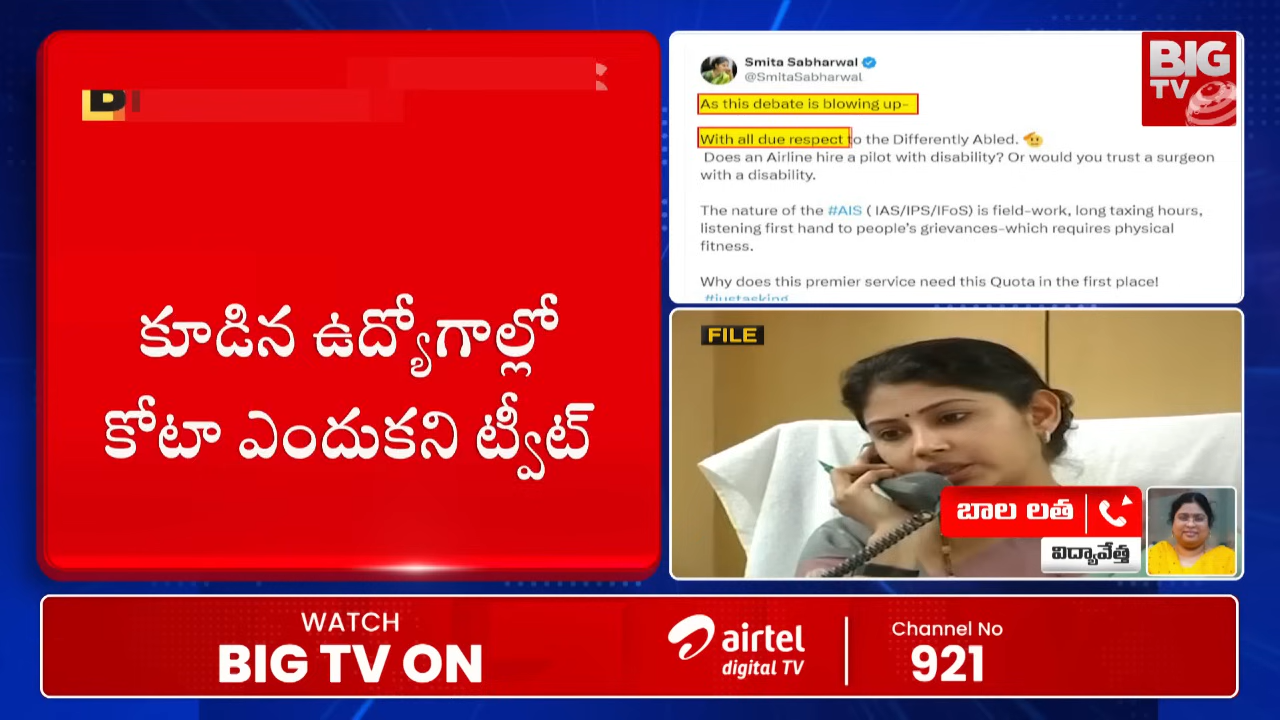 కూడిన ఉద్యోగాల్లో
కోటా ఎందుకని ట్వీట్
Smita Sabharwal
@SmitaSabharwal
As this debate is blowing up-
With all due respect to the Differently Abled.
Does an Airline hire a pilot with disability? Or would you trust a surgeon
with a disability.
The nature of the #AIS ( IAS/IPS/IFoS) is field-work, long taxing hours,
listening first hand to people's grievances-which requires physical
fitness.
Why does this premier service need this Quota in the first place!
#justasking
BIG
TV
FILE
బాల లత
విద్యావేత్త
WATCH
BIG TV ON
airtel
digital TV
Channel No
921